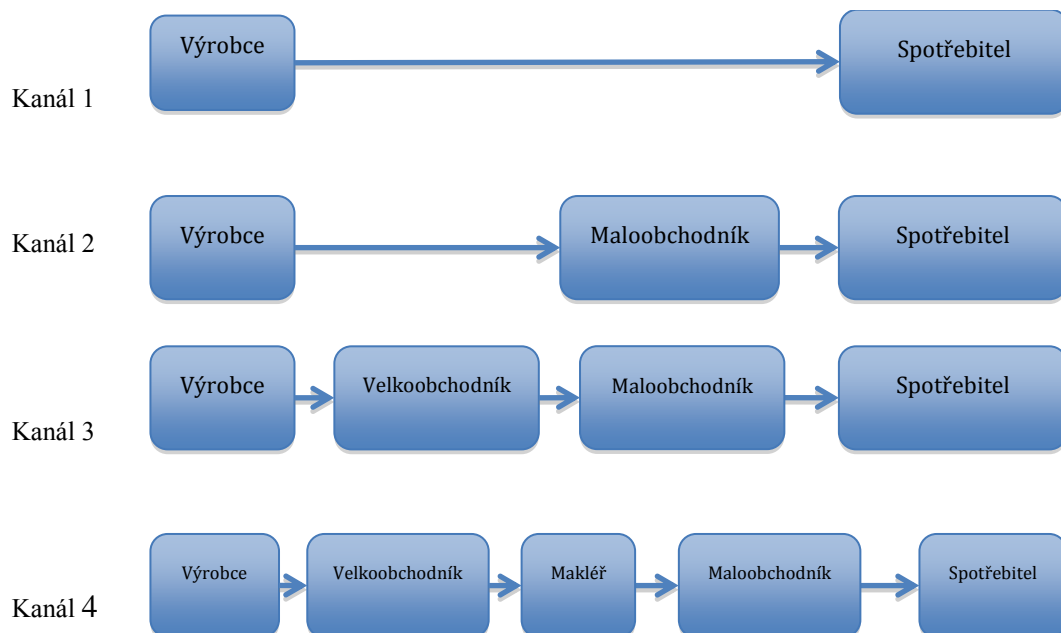 Kanál 1
Výrobce
Spotřebitel
Kanál 2
Výrobce
Maloobchodník
Spotřebitel
Kanál 3
Výrobce
Velkoobchodník
Maloobchodník
Spotřebitel
Kanál 4
Výrobce
Velkoobchodník
Makléř
Maloobchodník
Spotřebitel